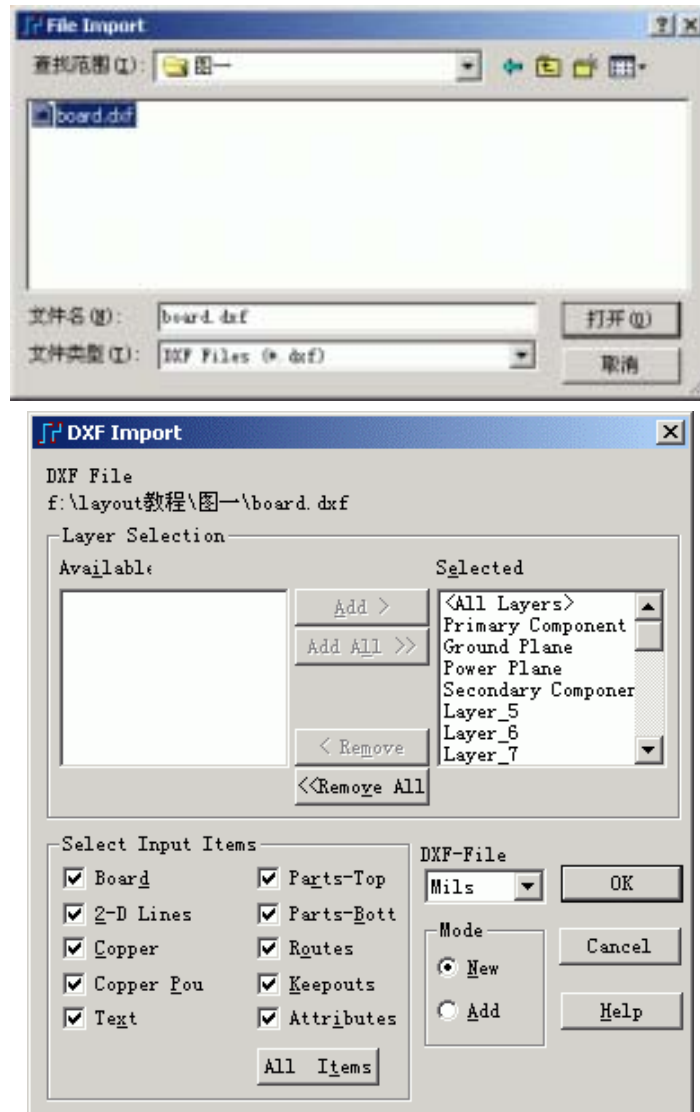 File Import
查找范围(I): 图一
board.dxf
文件名(N): board.dxf
打开(O)
文件类型(T): DXF Files (*.dxf)
取消
DXF Import
DXF File
f:\layout教程\图一\board.dxf
Layer Selection
Available
Selected
Add >
Add All >>
< Remove
<<Remove All
<All Layers>
Primary Component
Ground Plane
Power Plane
Secondary Componer
Layer_5
Layer_6
Layer_7
Select Input Items
Board
Parts-Top
2-D Lines
Parts-Bott
Copper
Routes
Copper Pou
Keepouts
Text
Attributes
All Items
DXF-File
Mils
OK
Mode
New
Add
Cancel
Help